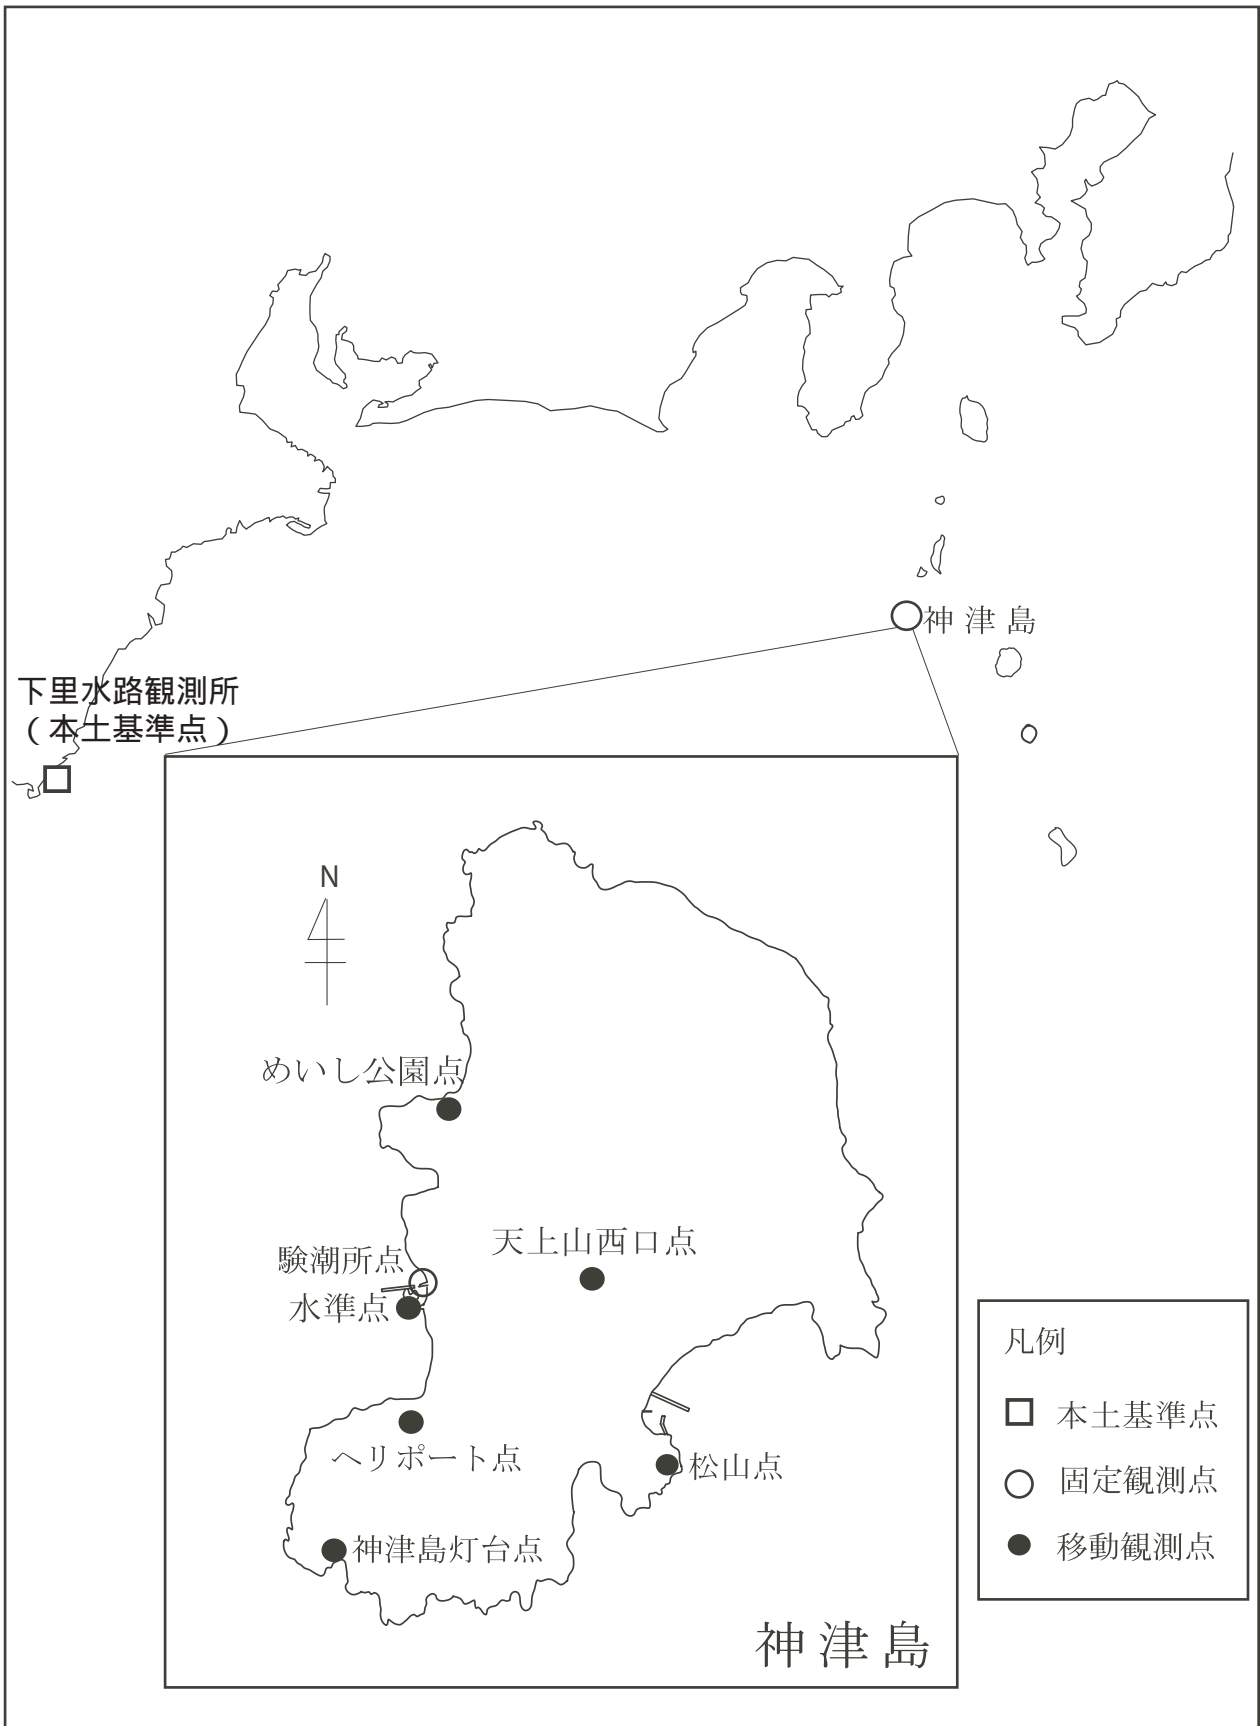 神津島
下里水路観測所
（本土基準点）
N
めいし公園点
天上山西口点
験潮所点
水準点
ヘリポート点
松山点
神津島灯台点
神津島
凡例
本土基準点
固定観測点
移動観測点